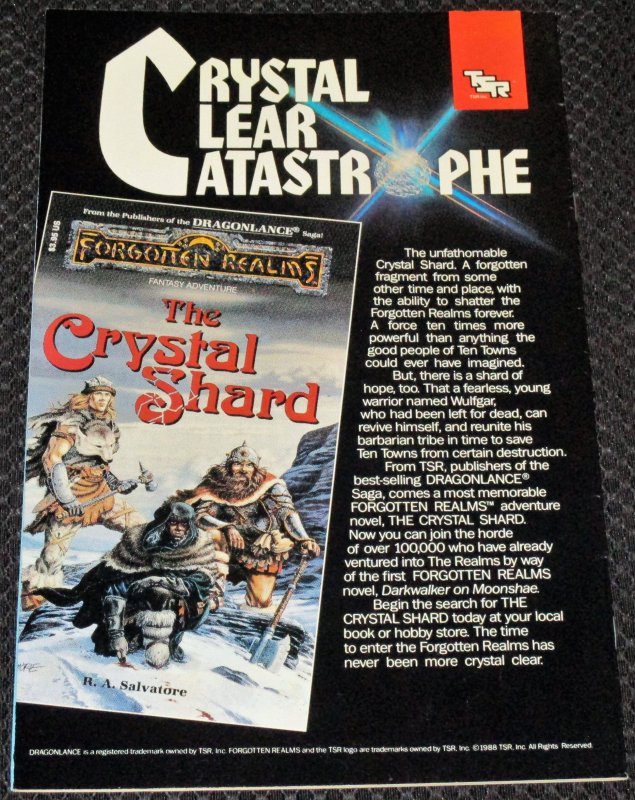 CRYSTAL
CLEAR
CATASTROPHE
TSR
From the Publishers of the DRAGONLANCE® Saga!
$3.95 US
FORGOTTEN REALMS
FANTASY ADVENTURE
The
Crystal
Shard
R. A. Salvatore
The unfathomable
Crystal Shard. A forgotten
fragment from some
other time and place, with
the ability to shatter the
Forgotten Realms forever.
A force ten times more
powerful than anything the
good people of Ten Towns
could ever have imagined.
But, there is a shard of
hope, too. That a fearless, young
warrior named Wulfgar,
who had been left for dead, can
revive himself, and reunite his
barbarian tribe in time to save
Ten Towns from certain destruction.
From TSR, publishers of the
best-selling DRAGONLANCE®
Saga, comes a most memorable
FORGOTTEN REALMS™ adventure
novel, THE CRYSTAL SHARD.
Now you can join the horde
of over 100,000 who have already
ventured into The Realms by way
of the first FORGOTTEN REALMS
novel, Darkwalker on Moonshae.
Begin the search for THE
CRYSTAL SHARD today at your local
book or hobby store. The time
to enter the Forgotten Realms has
never been more crystal clear.
DRAGONLANCE is a registered trademark owned by TSR, Inc. FORGOTTEN REALMS and the TSR logo are trademarks owned by TSR, Inc. ©1988 TSR, Inc. All Rights Reserved.